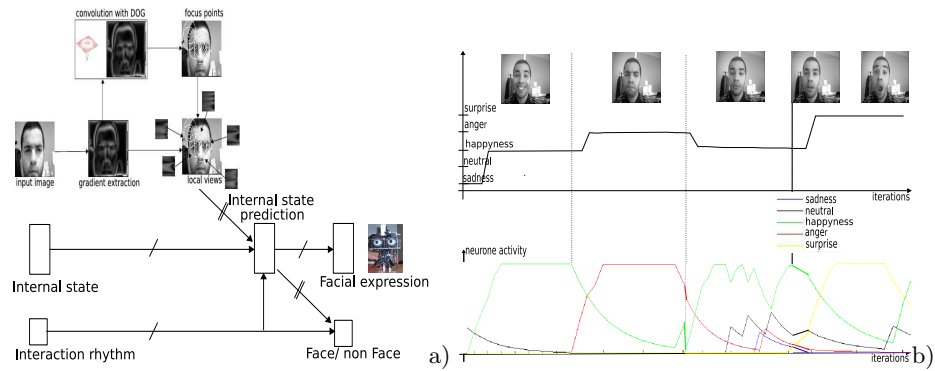 convolution with DOG
focus points
input image
gradient extraction
local views
Internal state
prediction
Internal state
Facial expression
Interaction rhythm
Face/ non Face
a)
surprise
anger
happyness
neutral
sadness
iterations
sadness
neutral
happyness
anger
surprise
neurone activity
iterations
b)